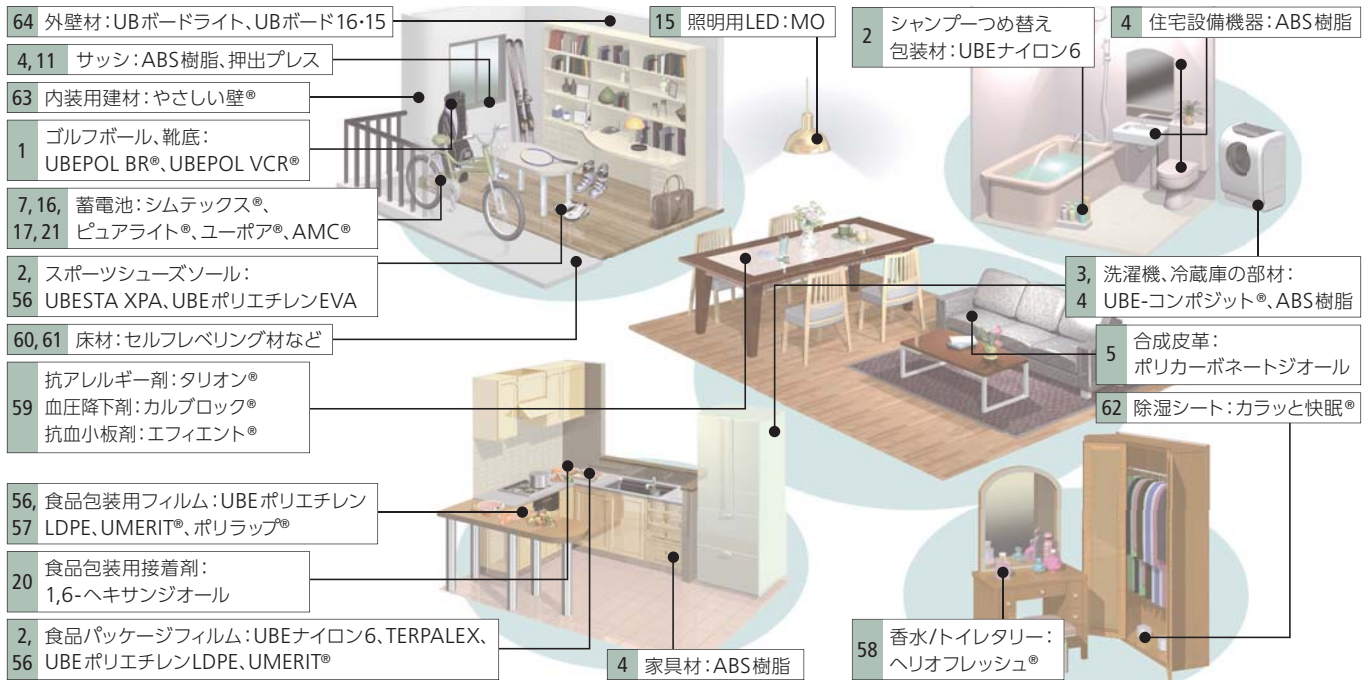 64 外壁材:UBボードライト、UBボード16・15
4, 11 サッシ:ABS樹脂、押出プレス
63 内装用建材:やさしい壁®
1 ゴルフボール、靴底:
UBEPOL BR®、UBEPOL VCR®
7, 16, 蓄電池:シムテックス®、
17, 21 ピュアライト®、ユーポア®、AMC®
2, スポーツシューズソール:
56 UBESTA XPA、UBEポリエチレンEVA
60, 61 床材:セルフレベリング材など
抗アレルギー剤:タリオン®
59 血圧降下剤:カルブロック®
抗血小板剤:エフィエント®
56, 食品包装用フィルム:UBEポリエチレン
57 LDPE、UMERIT®、ポリラップ®
20 食品包装用接着剤:
1,6-ヘキサンジオール
2, 食品パッケージフィルム:UBEナイロン6、TERPALEX、
56 UBEポリエチレンLDPE、UMERIT®
15 照明用LED:MO
2 シャンプーつめ替え
包装材:UBEナイロン6
4 住宅設備機器:ABS樹脂
3, 洗濯機、冷蔵庫の部材:
4 UBE-コンポジット®、ABS樹脂
5 合成皮革:
ポリカーボネートジオール
62 除湿シート:カラッと快眠®
4 家具材:ABS樹脂
58 香水/トイレタリー:
ヘリオフレッシュ®